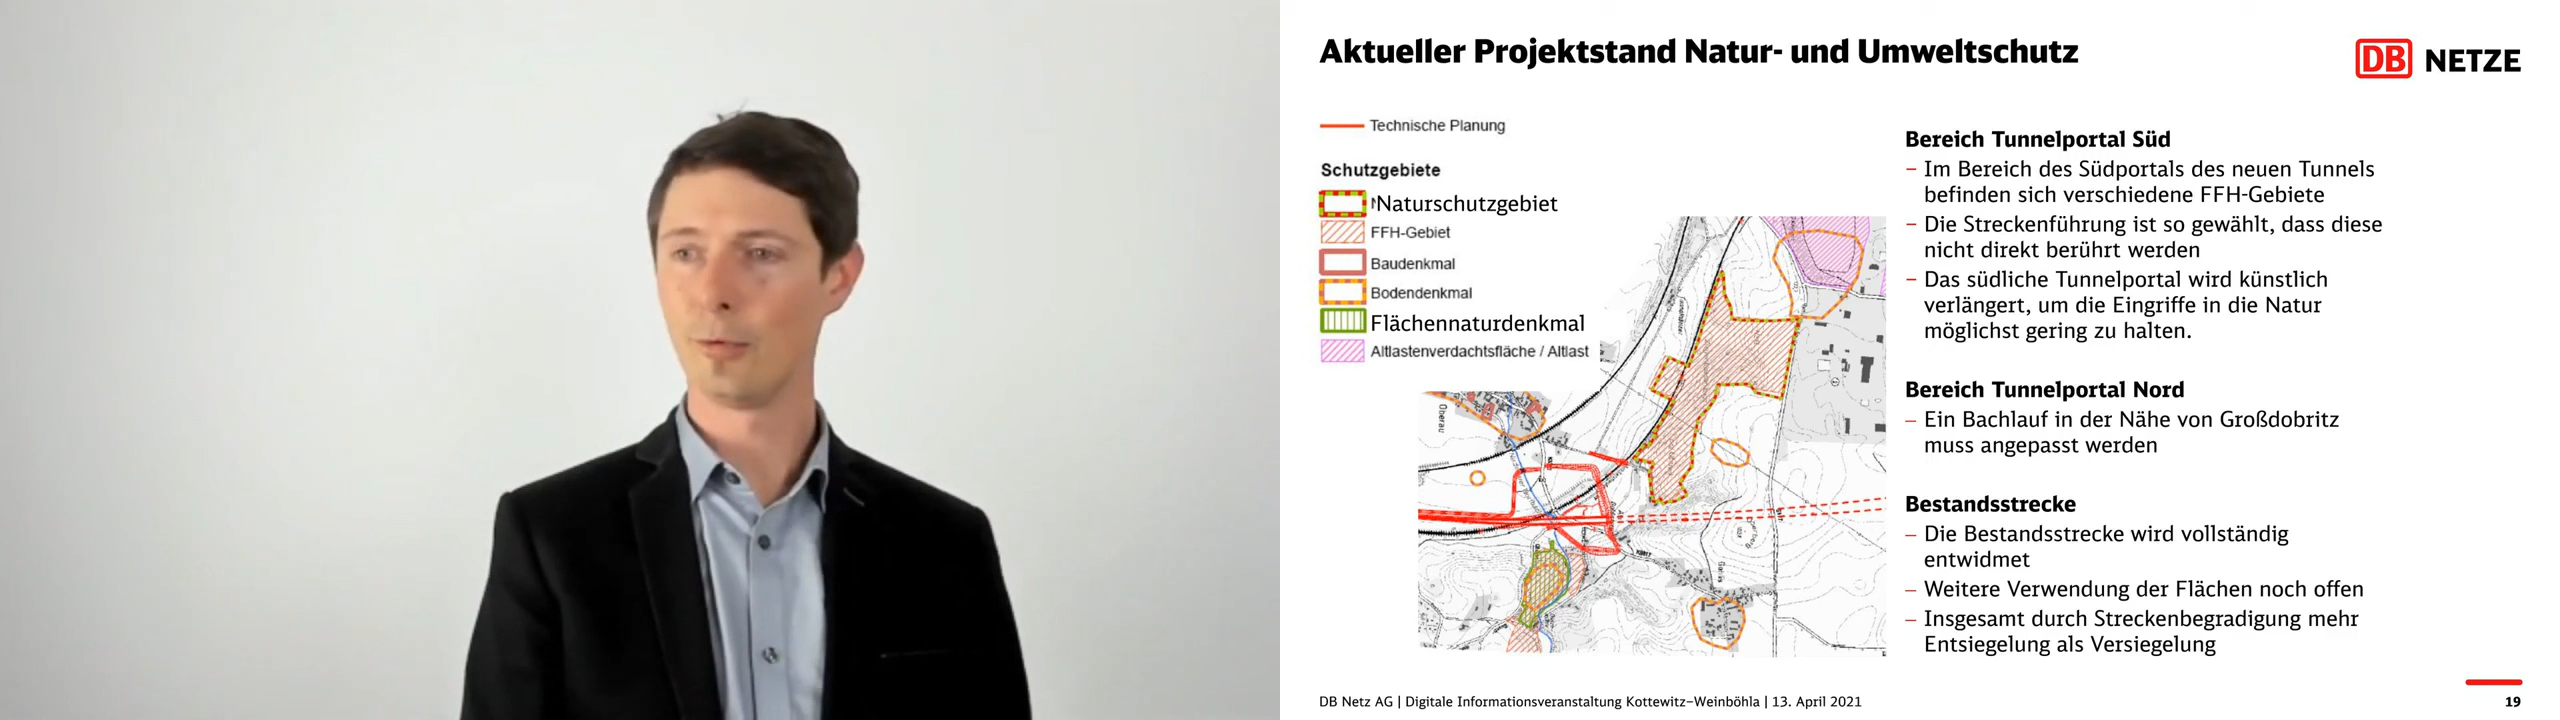 Aktueller Projektstand Natur- und Umweltschutz
DB NETZE
Technische Planung
Schutzgebiete
Naturschutzgebiet
FFH-Gebiet
Baudenkmal
Bodendenkmal
Flächennaturdenkmal
Altlastenverdachtsfläche / Altlast
Oberau
Bereich Tunnelportal Süd
– Im Bereich des Südportals des neuen Tunnels
befinden sich verschiedene FFH-Gebiete
– Die Streckenführung ist so gewählt, dass diese
nicht direkt berührt werden
– Das südliche Tunnelportal wird künstlich
verlängert, um die Eingriffe in die Natur
möglichst gering zu halten.
Bereich Tunnelportal Nord
– Ein Bachlauf in der Nähe von Großdobritz
muss angepasst werden
Bestandsstrecke
– Die Bestandsstrecke wird vollständig
entwidmet
– Weitere Verwendung der Flächen noch offen
– Insgesamt durch Streckenbegradigung mehr
Entsiegelung als Versiegelung
DB Netz AG | Digitale Informationsveranstaltung Kottewitz–Weinböhla | 13. April 2021
19